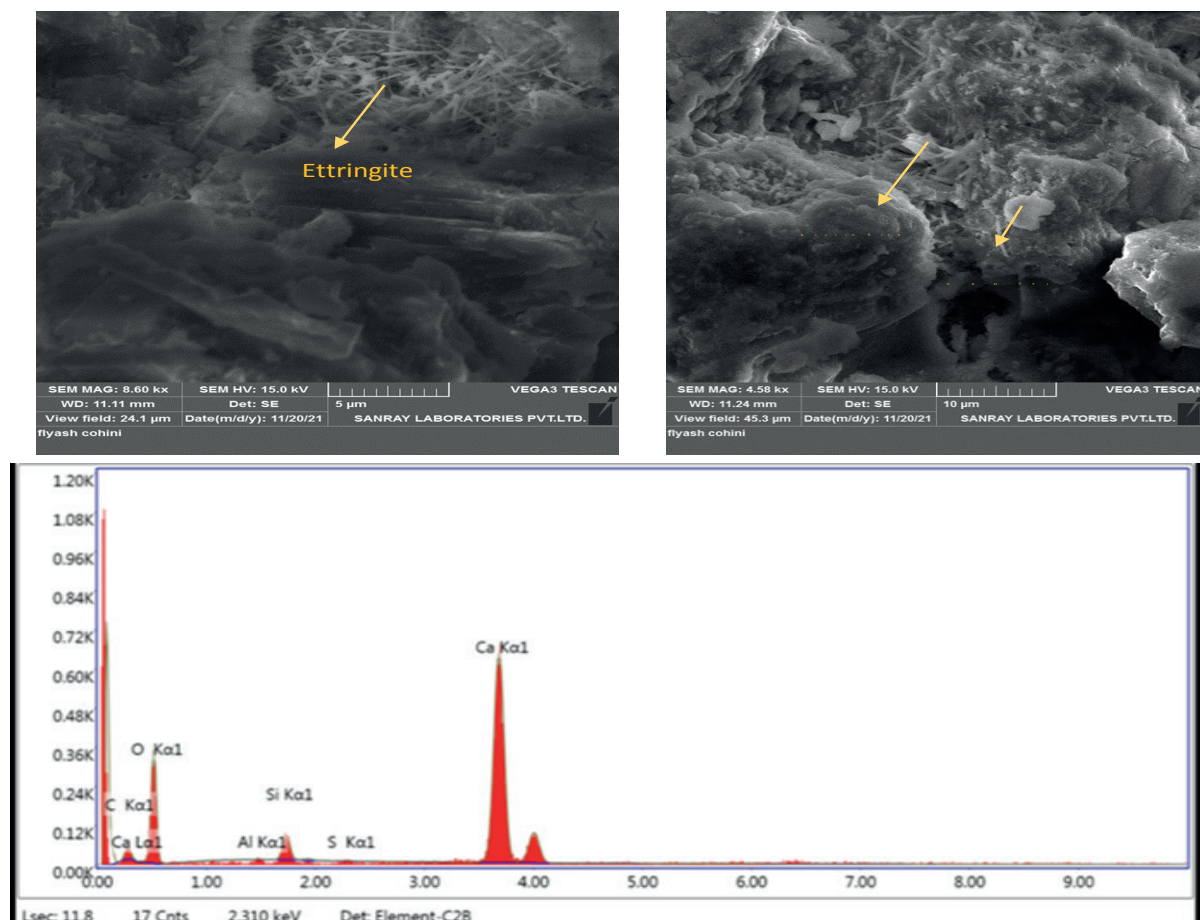 Ettringite
SEM MAG: 8.60 kx SEM HV: 15.0 kV VEGA3 TESCAN
WD: 11.11 mm Det: SE 5 µm
View field: 24.1 µm Date(m/d/y): 11/20/21 SANRAY LABORATORIES PVT.LTD.
flyash cohini
SEM MAG: 4.58 kx SEM HV: 15.0 kV VEGA3 TESCAN
WD: 11.24 mm Det: SE 10 µm
View field: 45.3 µm Date(m/d/y): 11/20/21 SANRAY LABORATORIES PVT.LTD.
flyash cohini
1.20K
1.08K
0.96K
0.84K
0.72K
0.60K
0.48K
0.36K
0.24K
0.12K
0.00K
Ca Kα1
O Kα1
C Kα1
Si Kα1
Ca Lα1
Al Kα1
S Kα1
0.00 1.00 2.00 3.00 4.00 5.00 6.00 7.00 8.00 9.00
Lsec: 11.8 17 Cnts 2.310 keV Det: Element-C2B